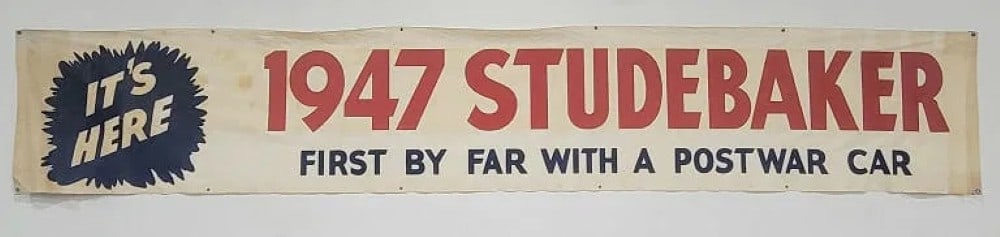 IT'S
HERE
1947 STUDEBAKER
FIRST BY FAR WITH A POSTWAR CAR